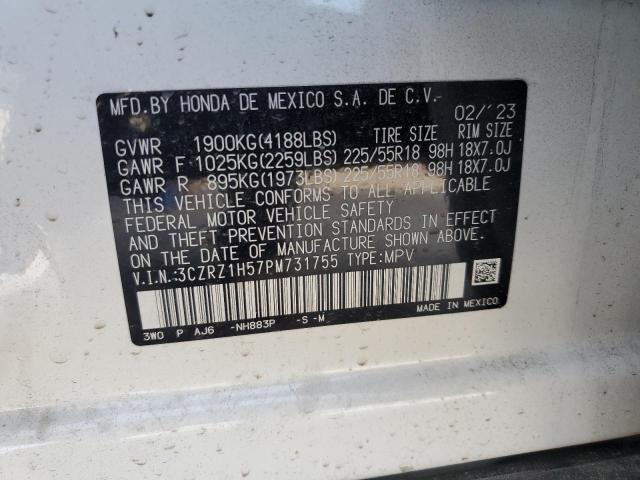 MFD.BY HONDA DE MEXICO S.A. DE C.V. 02/'23
GVWR 1900KG(4188LBS) TIRE SIZE RIM SIZE
GAWR F 1025KG(2259LBS) 225/55R18 98H 18X7.0J
GAWR R 895KG(1973LBS) 225/55R18 98H 18X7.0J
THIS VEHICLE CONFORMS TO ALL APPLICABLE
FEDERAL MOTOR VEHICLE SAFETY
AND THEFT PREVENTION STANDARDS IN EFFECT
ON THE DATE OF MANUFACTURE SHOWN ABOVE.
V.I.N.:3CZRZ1H57PM731755 TYPE:MPV
3W0 P AJ6 -NH883P -S -M MADE IN MEXICO